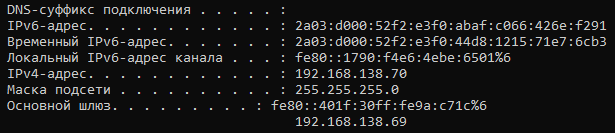 DNS-суффикс подключения . . . . . :
IPv6-адрес. . . . . . . . . . . . : 2a03:d000:52f2:e3f0:abaf:c066:426e:f291
Временный IPv6-адрес. . . . . . . : 2a03:d000:52f2:e3f0:44d8:1215:71e7:6cb3
Локальный IPv6-адрес канала . . . : fe80::1790:f4e6:4ebe:6501%6
IPv4-адрес. . . . . . . . . . . . : 192.168.138.70
Маска подсети . . . . . . . . . . : 255.255.255.0
Основной шлюз. . . . . . . . . : fe80::401f:30ff:fe9a:c71c%6
192.168.138.69